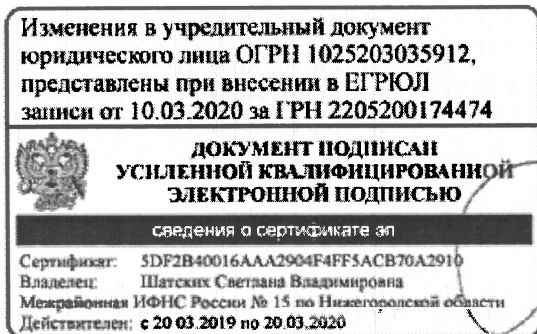 Изменения в учредительный документ
юридического лица ОГРН 1025203035912,
представлены при внесении в ЕГРЮЛ
записи от 10.03.2020 за ГРН 2205200174474
ДОКУМЕНТ ПОДПИСАН
УСИЛЕННОЙ КВАЛИФИЦИРОВАННОЙ
ЭЛЕКТРОННОЙ ПОДПИСЬЮ
сведения о сертификате эп
Сертификат: 5DF2B40016AAA2904F4FF5ACB70A2910
Владелец: Шатских Светлана Владимировна
Межрайонная ИФНС России № 15 по Нижегородской области
Действителен: с 20.03.2019 по 20.03.2020